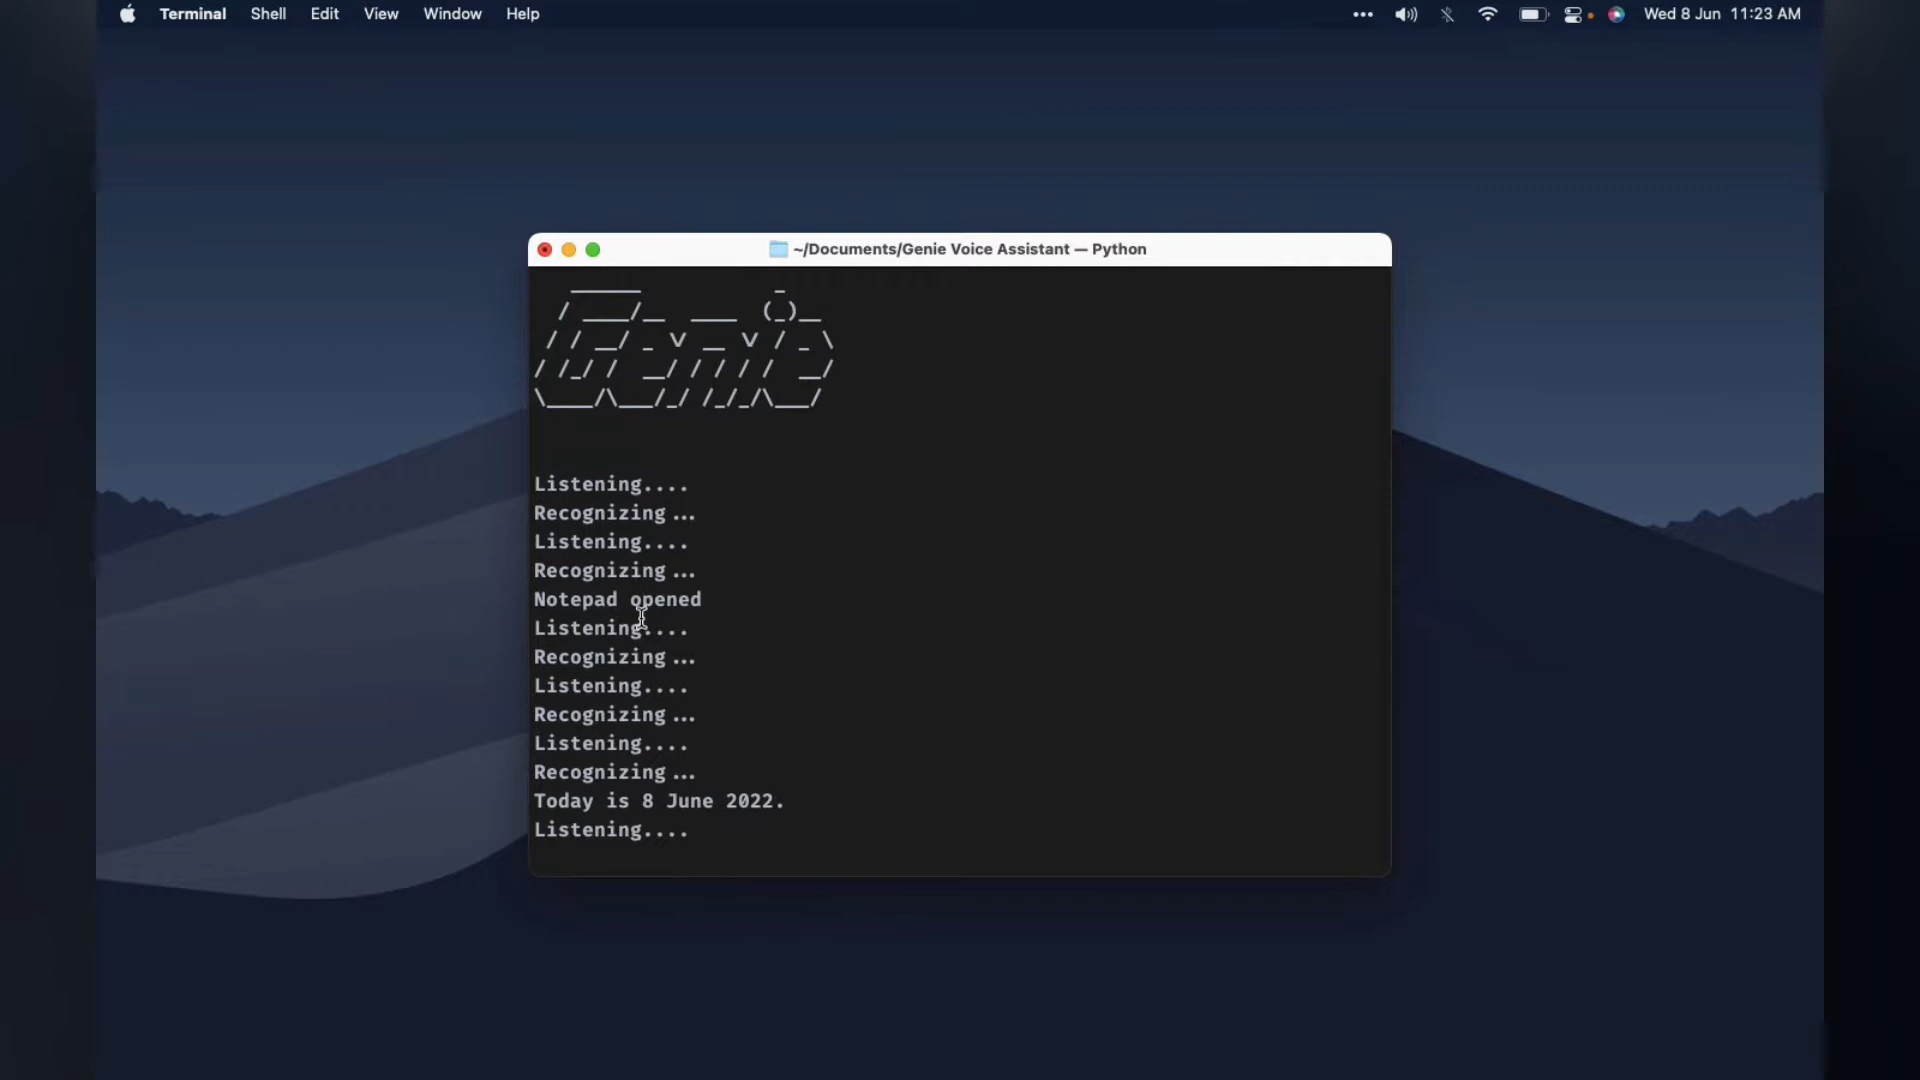 Terminal Shell Edit View Window Help
Wed 8 Jun 11:23 AM
~/Documents/Genie Voice Assistant — Python
Genie
Listening....
Recognizing...
Listening....
Recognizing...
Notepad opened
Listening....
Recognizing...
Listening....
Recognizing...
Listening....
Recognizing...
Today is 8 June 2022.
Listening....